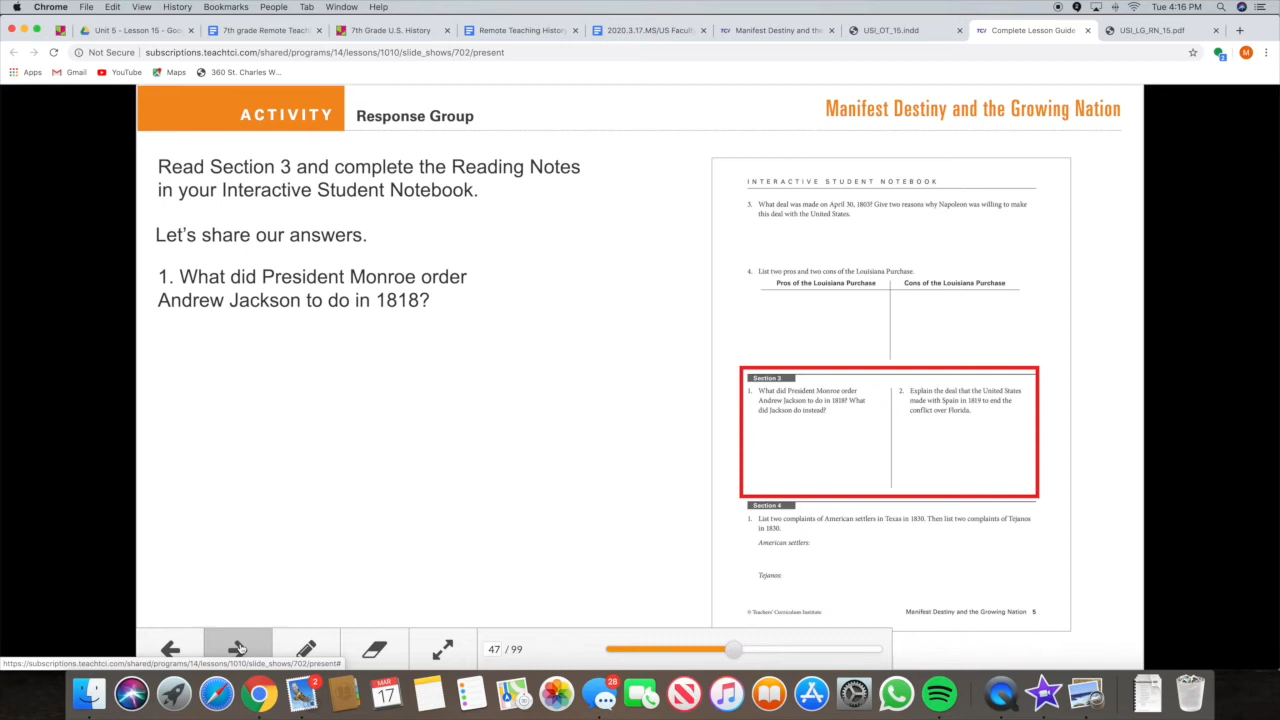 Chrome File Edit View History Bookmarks People Tab Window Help
Tue 4:16 PM
Unit 5 - Lesson 15 - Goo
7th grade Remote Teach
7th Grade U.S. History
Remote Teaching History
2020.3.17.MS/US Facult
TCi Manifest Destiny and the
USI_OT_15.indd
TCi Complete Lesson Guide
USI_LG_RN_15.pdf
Not Secure subscriptions.teachtci.com/shared/programs/14/lessons/1010/slide_shows/702/present
M
Apps Gmail YouTube Maps 360 St. Charles W...
ACTIVITY
Response Group
Manifest Destiny and the Growing Nation
Read Section 3 and complete the Reading Notes
in your Interactive Student Notebook.
Let's share our answers.
1. What did President Monroe order
Andrew Jackson to do in 1818?
INTERACTIVE STUDENT NOTEBOOK
3. What deal was made on April 30, 1803? Give two reasons why Napoleon was willing to make
this deal with the United States.
4. List two pros and two cons of the Louisiana Purchase.
Pros of the Louisiana Purchase
Cons of the Louisiana Purchase
Section 3
1. What did President Monroe order
Andrew Jackson to do in 1818? What
did Jackson do instead?
2. Explain the deal that the United States
made with Spain in 1819 to end the
conflict over Florida.
Section 4
1. List two complaints of American settlers in Texas in 1830. Then list two complaints of Tejanos
in 1830.
American settlers:
Tejanos
© Teachers' Curriculum Institute
Manifest Destiny and the Growing Nation 5
47 / 99
https://subscriptions.teachtci.com/shared/programs/14/lessons/1010/slide_shows/702/present#
2
MAR
17
28